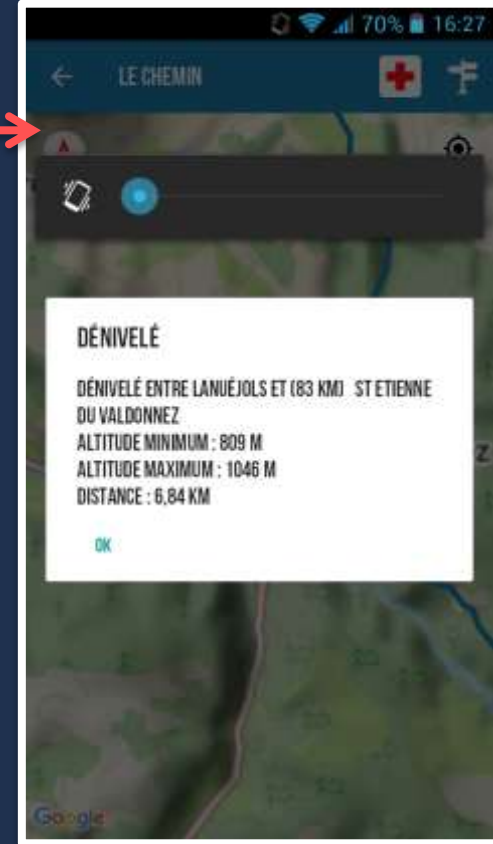 70% 16:27
LE CHEMIN
A
DÉNIVELÉ
DÉNIVELÉ ENTRE LANUÉJOLS ET (83 KM) ST ETIENNE
DU VALDONNEZ
ALTITUDE MINIMUM : 809 M
ALTITUDE MAXIMUM : 1046 M
DISTANCE : 6,84 KM
Z
OK
Google